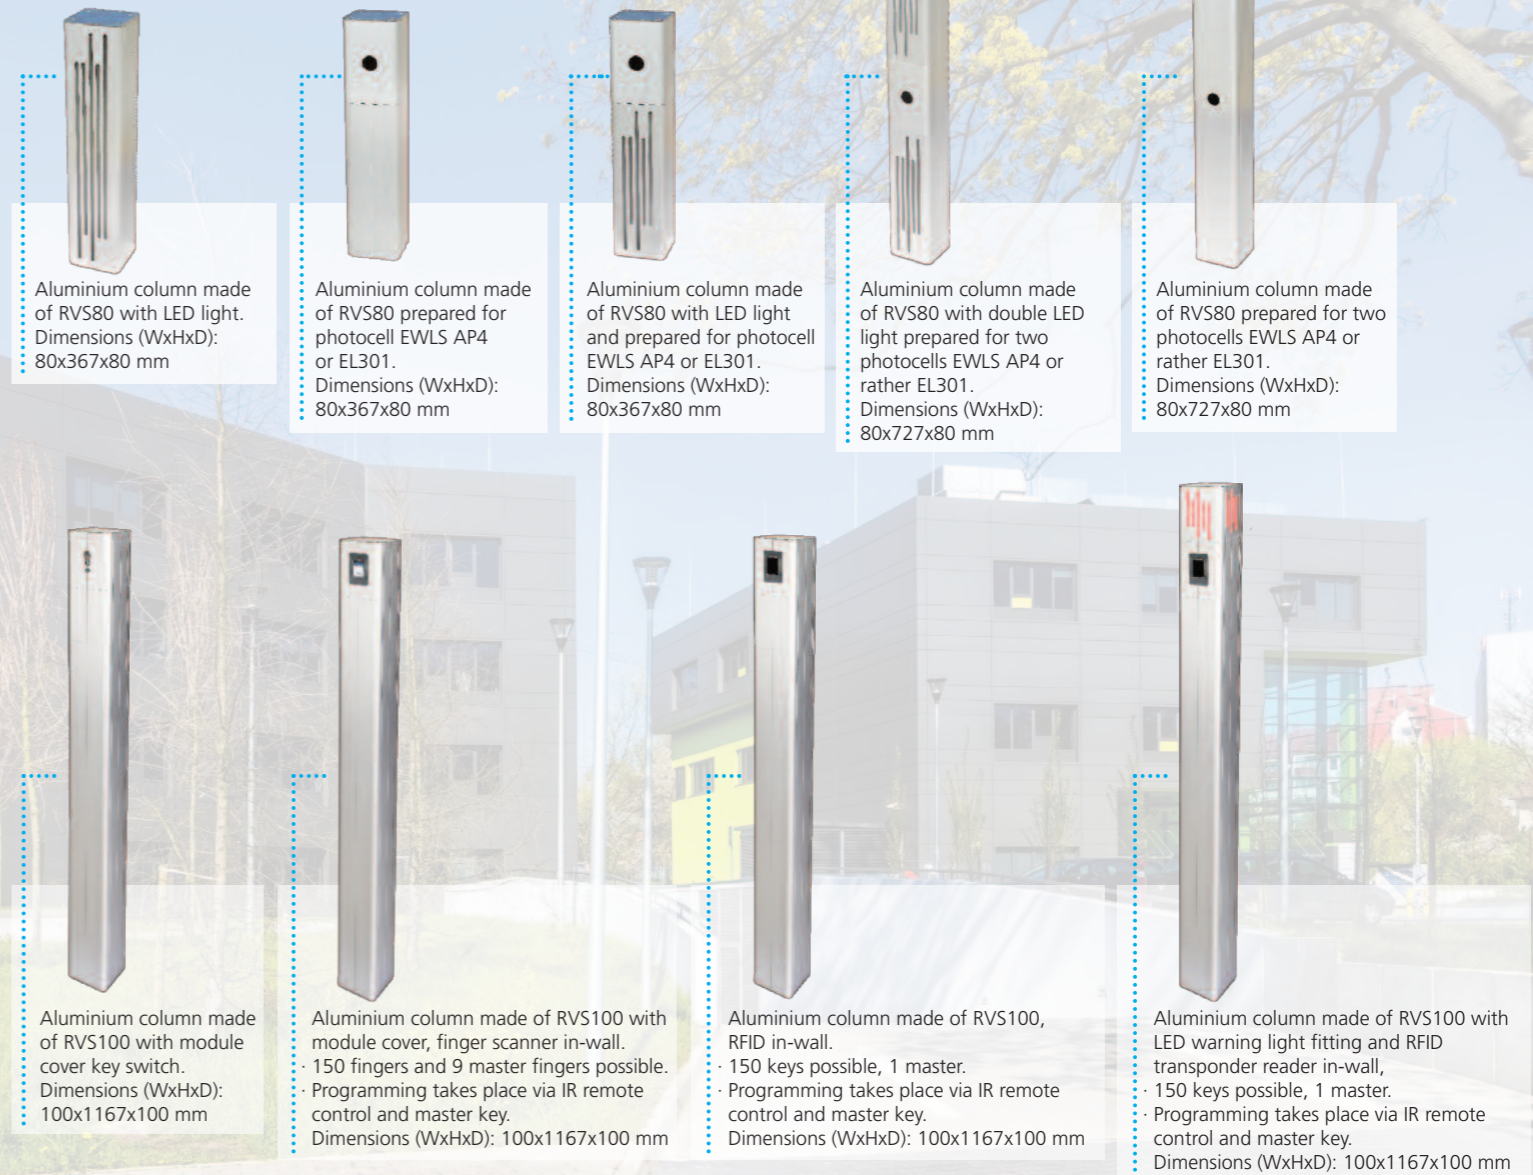 Aluminium column made
of RVS80 with LED light.
Dimensions (WxHxD):
80x367x80 mm
Aluminium column made
of RVS80 prepared for
photocell EWLS AP4
or EL301.
Dimensions (WxHxD):
80x367x80 mm
Aluminium column made
of RVS80 with LED light
and prepared for photocell
EWLS AP4 or EL301.
Dimensions (WxHxD):
80x367x80 mm
Aluminium column made
of RVS80 with double LED
light prepared for two
photocells EWLS AP4 or
rather EL301.
Dimensions (WxHxD):
80x727x80 mm
Aluminium column made
of RVS80 prepared for two
photocells EWLS AP4 or
rather EL301.
Dimensions (WxHxD):
80x727x80 mm
Aluminium column made
of RVS100 with module
cover key switch.
Dimensions (WxHxD):
100x1167x100 mm
Aluminium column made of RVS100 with
module cover, finger scanner in-wall.
· 150 fingers and 9 master fingers possible.
· Programming takes place via IR remote
control and master key.
Dimensions (WxHxD): 100x1167x100 mm
Aluminium column made of RVS100,
RFID in-wall.
· 150 keys possible, 1 master.
· Programming takes place via IR remote
control and master key.
Dimensions (WxHxD): 100x1167x100 mm
Aluminium column made of RVS100 with
LED warning light fitting and RFID
transponder reader in-wall,
· 150 keys possible, 1 master.
· Programming takes place via IR remote
control and master key.
Dimensions (WxHxD): 100x1167x100 mm